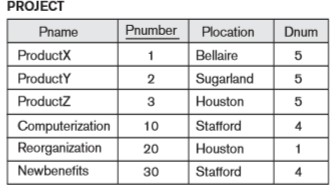 PROJECT
Pname Pnumber Plocation Dnum
ProductX 1 Bellaire 5
ProductY 2 Sugarland 5
ProductZ 3 Houston 5
Computerization 10 Stafford 4
Reorganization 20 Houston 1
Newbenefits 30 Stafford 4